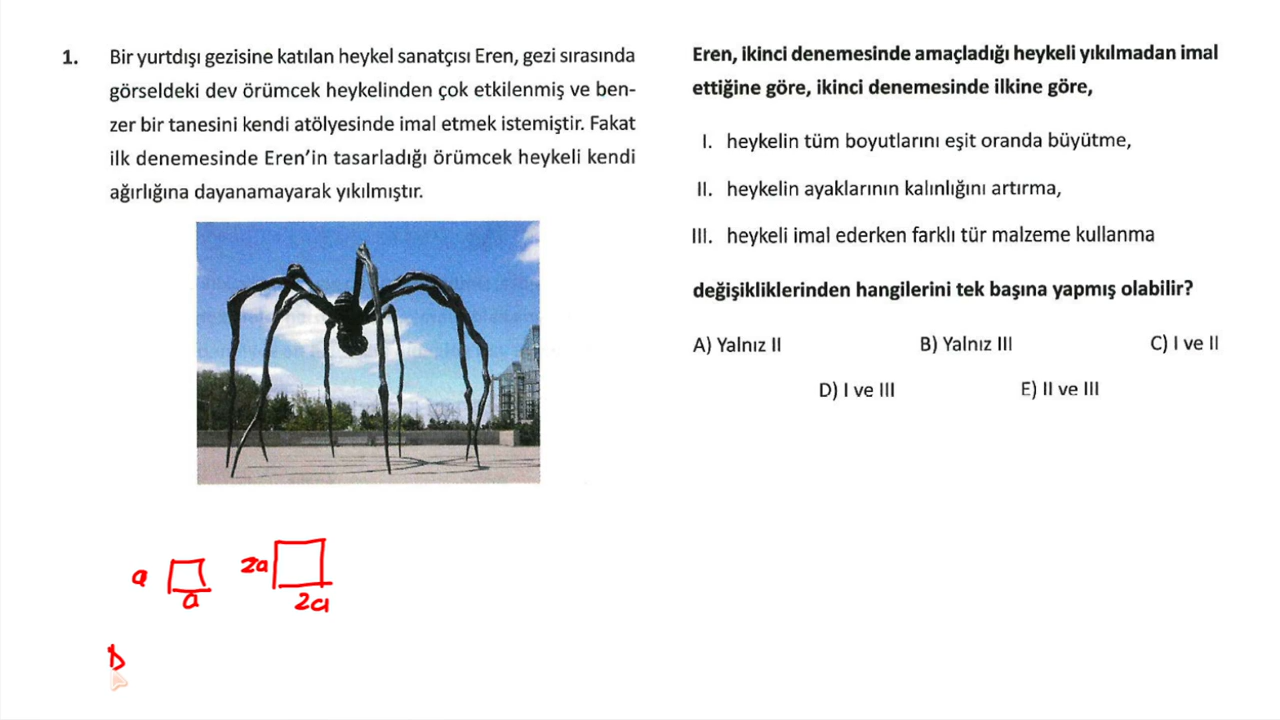 1. Bir yurtdışı gezisine katılan heykel sanatçısı Eren, gezi sırasında
görseldeki dev örümcek heykelinden çok etkilenmiş ve ben-
zer bir tanesini kendi atölyesinde imal etmek istemiştir. Fakat
ilk denemesinde Eren'in tasarladığı örümcek heykeli kendi
ağırlığına dayanamayarak yıkılmıştır.
Eren, ikinci denemesinde amaçladığı heykeli yıkılmadan imal
ettiğine göre, ikinci denemesinde ilkine göre,
I. heykelin tüm boyutlarını eşit oranda büyütme,
II. heykelin ayaklarının kalınlığını artırma,
III. heykeli imal ederken farklı tür malzeme kullanma
değişikliklerinden hangilerini tek başına yapmış olabilir?
A) Yalnız II B) Yalnız III C) I ve II
D) I ve III E) II ve III
a 2a
a 2a